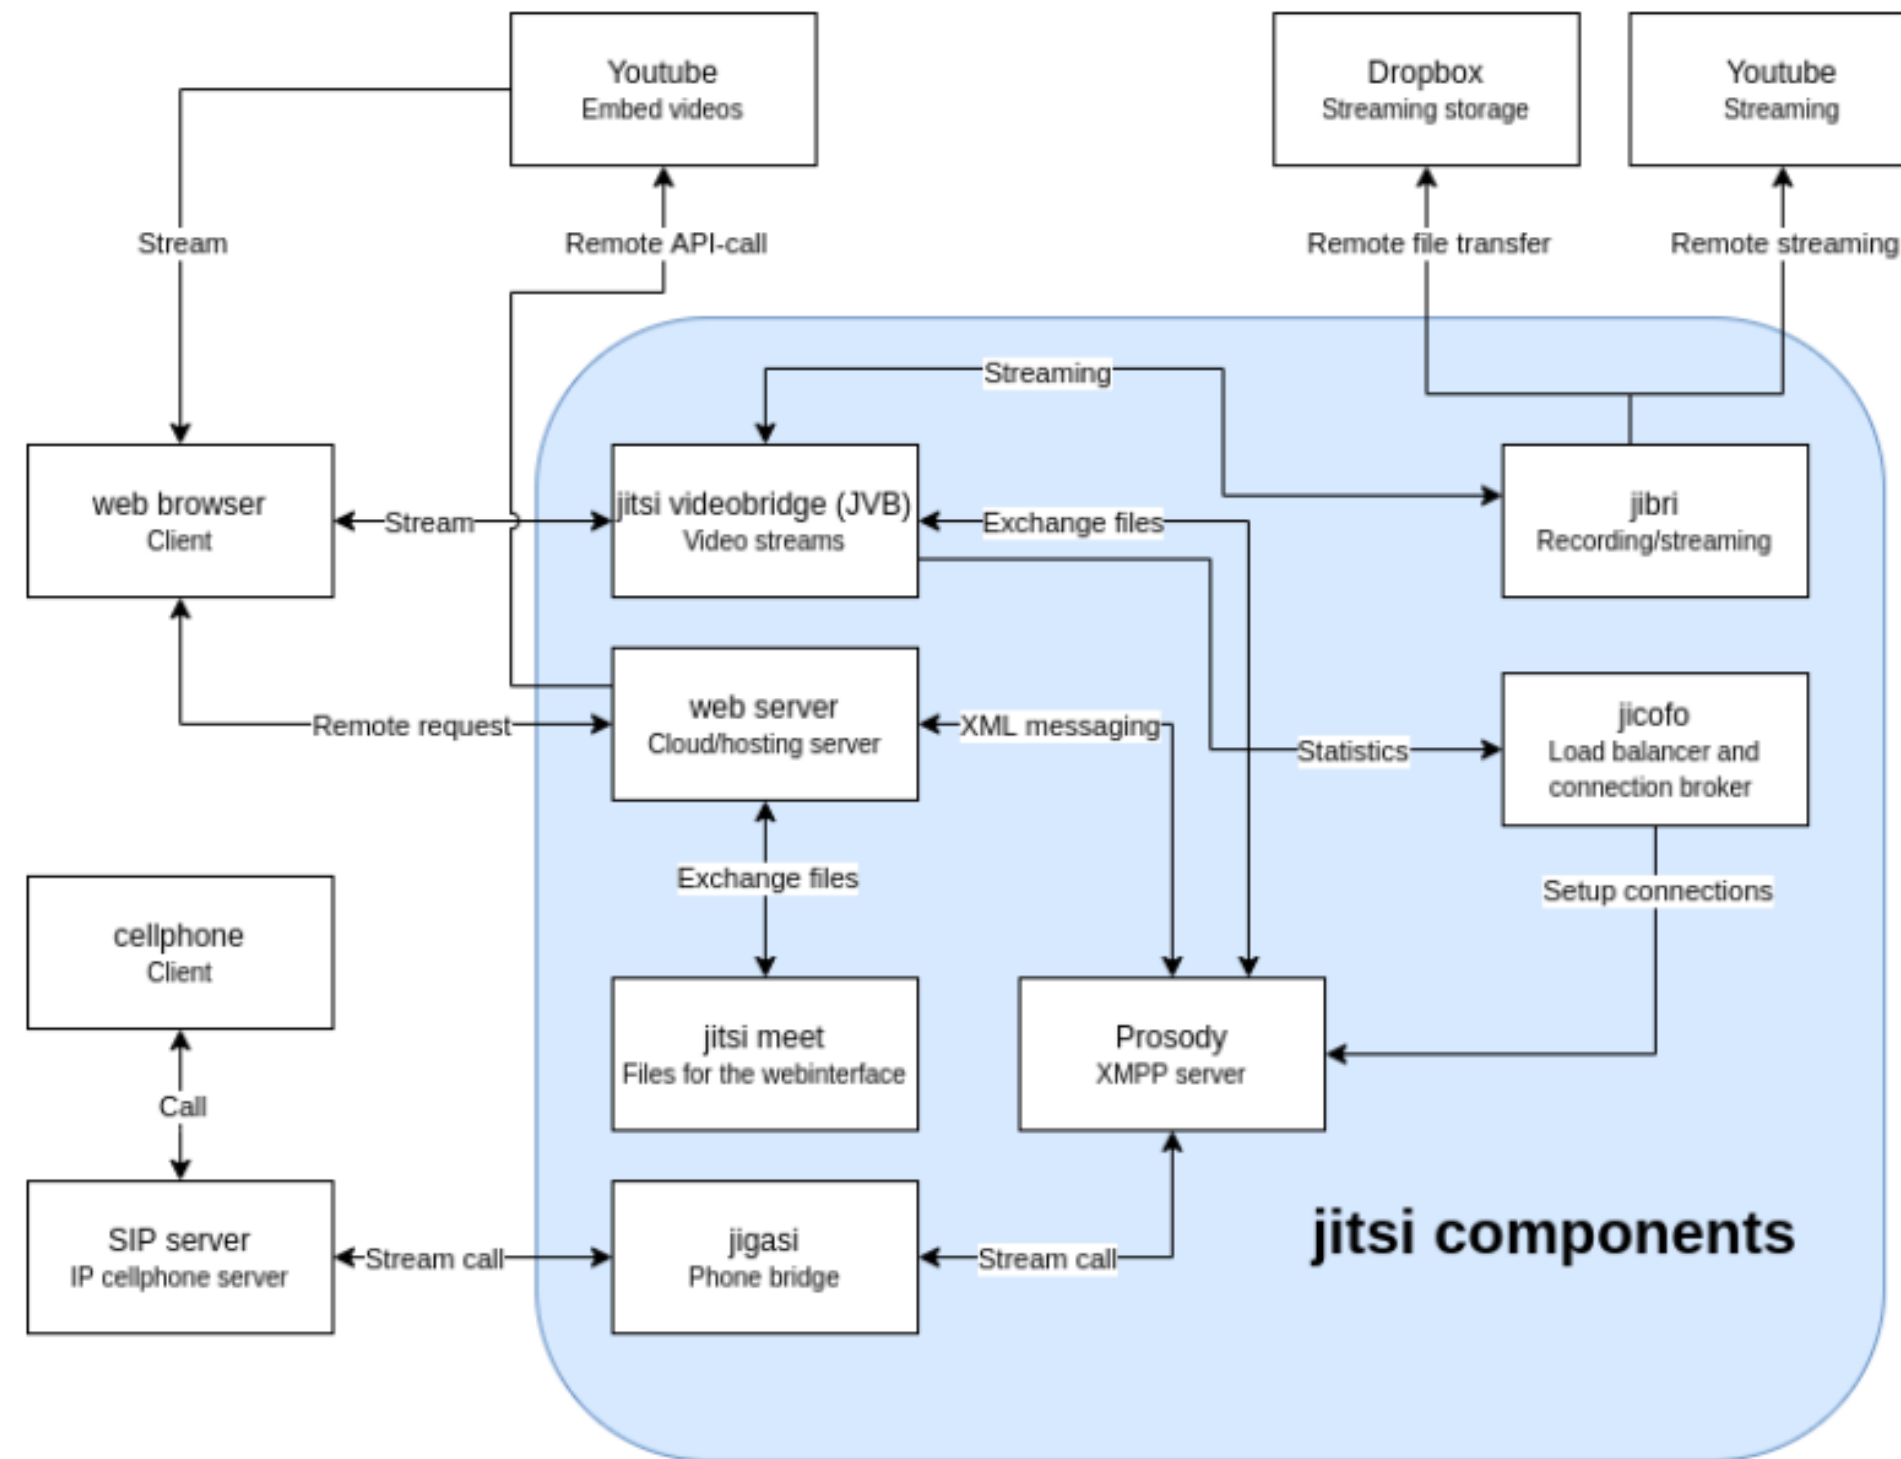 Youtube
Embed videos
Dropbox
Streaming storage
Youtube
Streaming
Stream
Remote API-call
Remote file transfer
Remote streaming
Streaming
web browser
Client
Stream
jitsi videobridge (JVB)
Video streams
Exchange files
jibri
Recording/streaming
Remote request
web server
Cloud/hosting server
XML messaging
Statistics
jicofo
Load balancer and
connection broker
Exchange files
Setup connections
cellphone
Client
jitsi meet
Files for the webinterface
Prosody
XMPP server
Call
SIP server
IP cellphone server
Stream call
jigasi
Phone bridge
Stream call
jitsi components